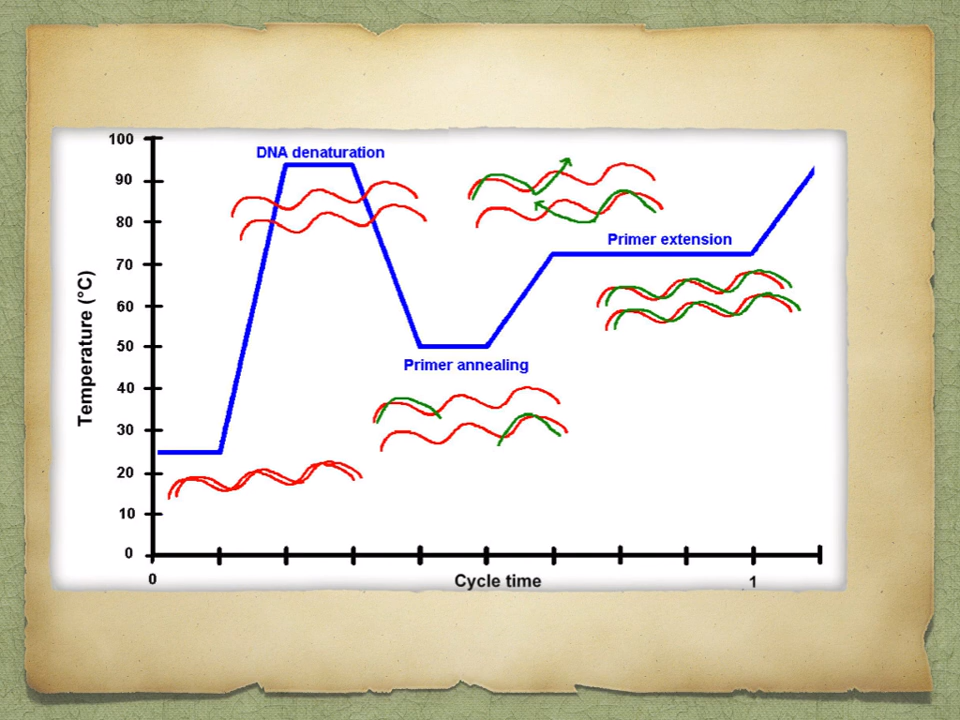 100
DNA denaturation
90
80
Primer extension
70
60
50
Primer annealing
40
30
20
10
0
Temperature (°C)
0
Cycle time
1